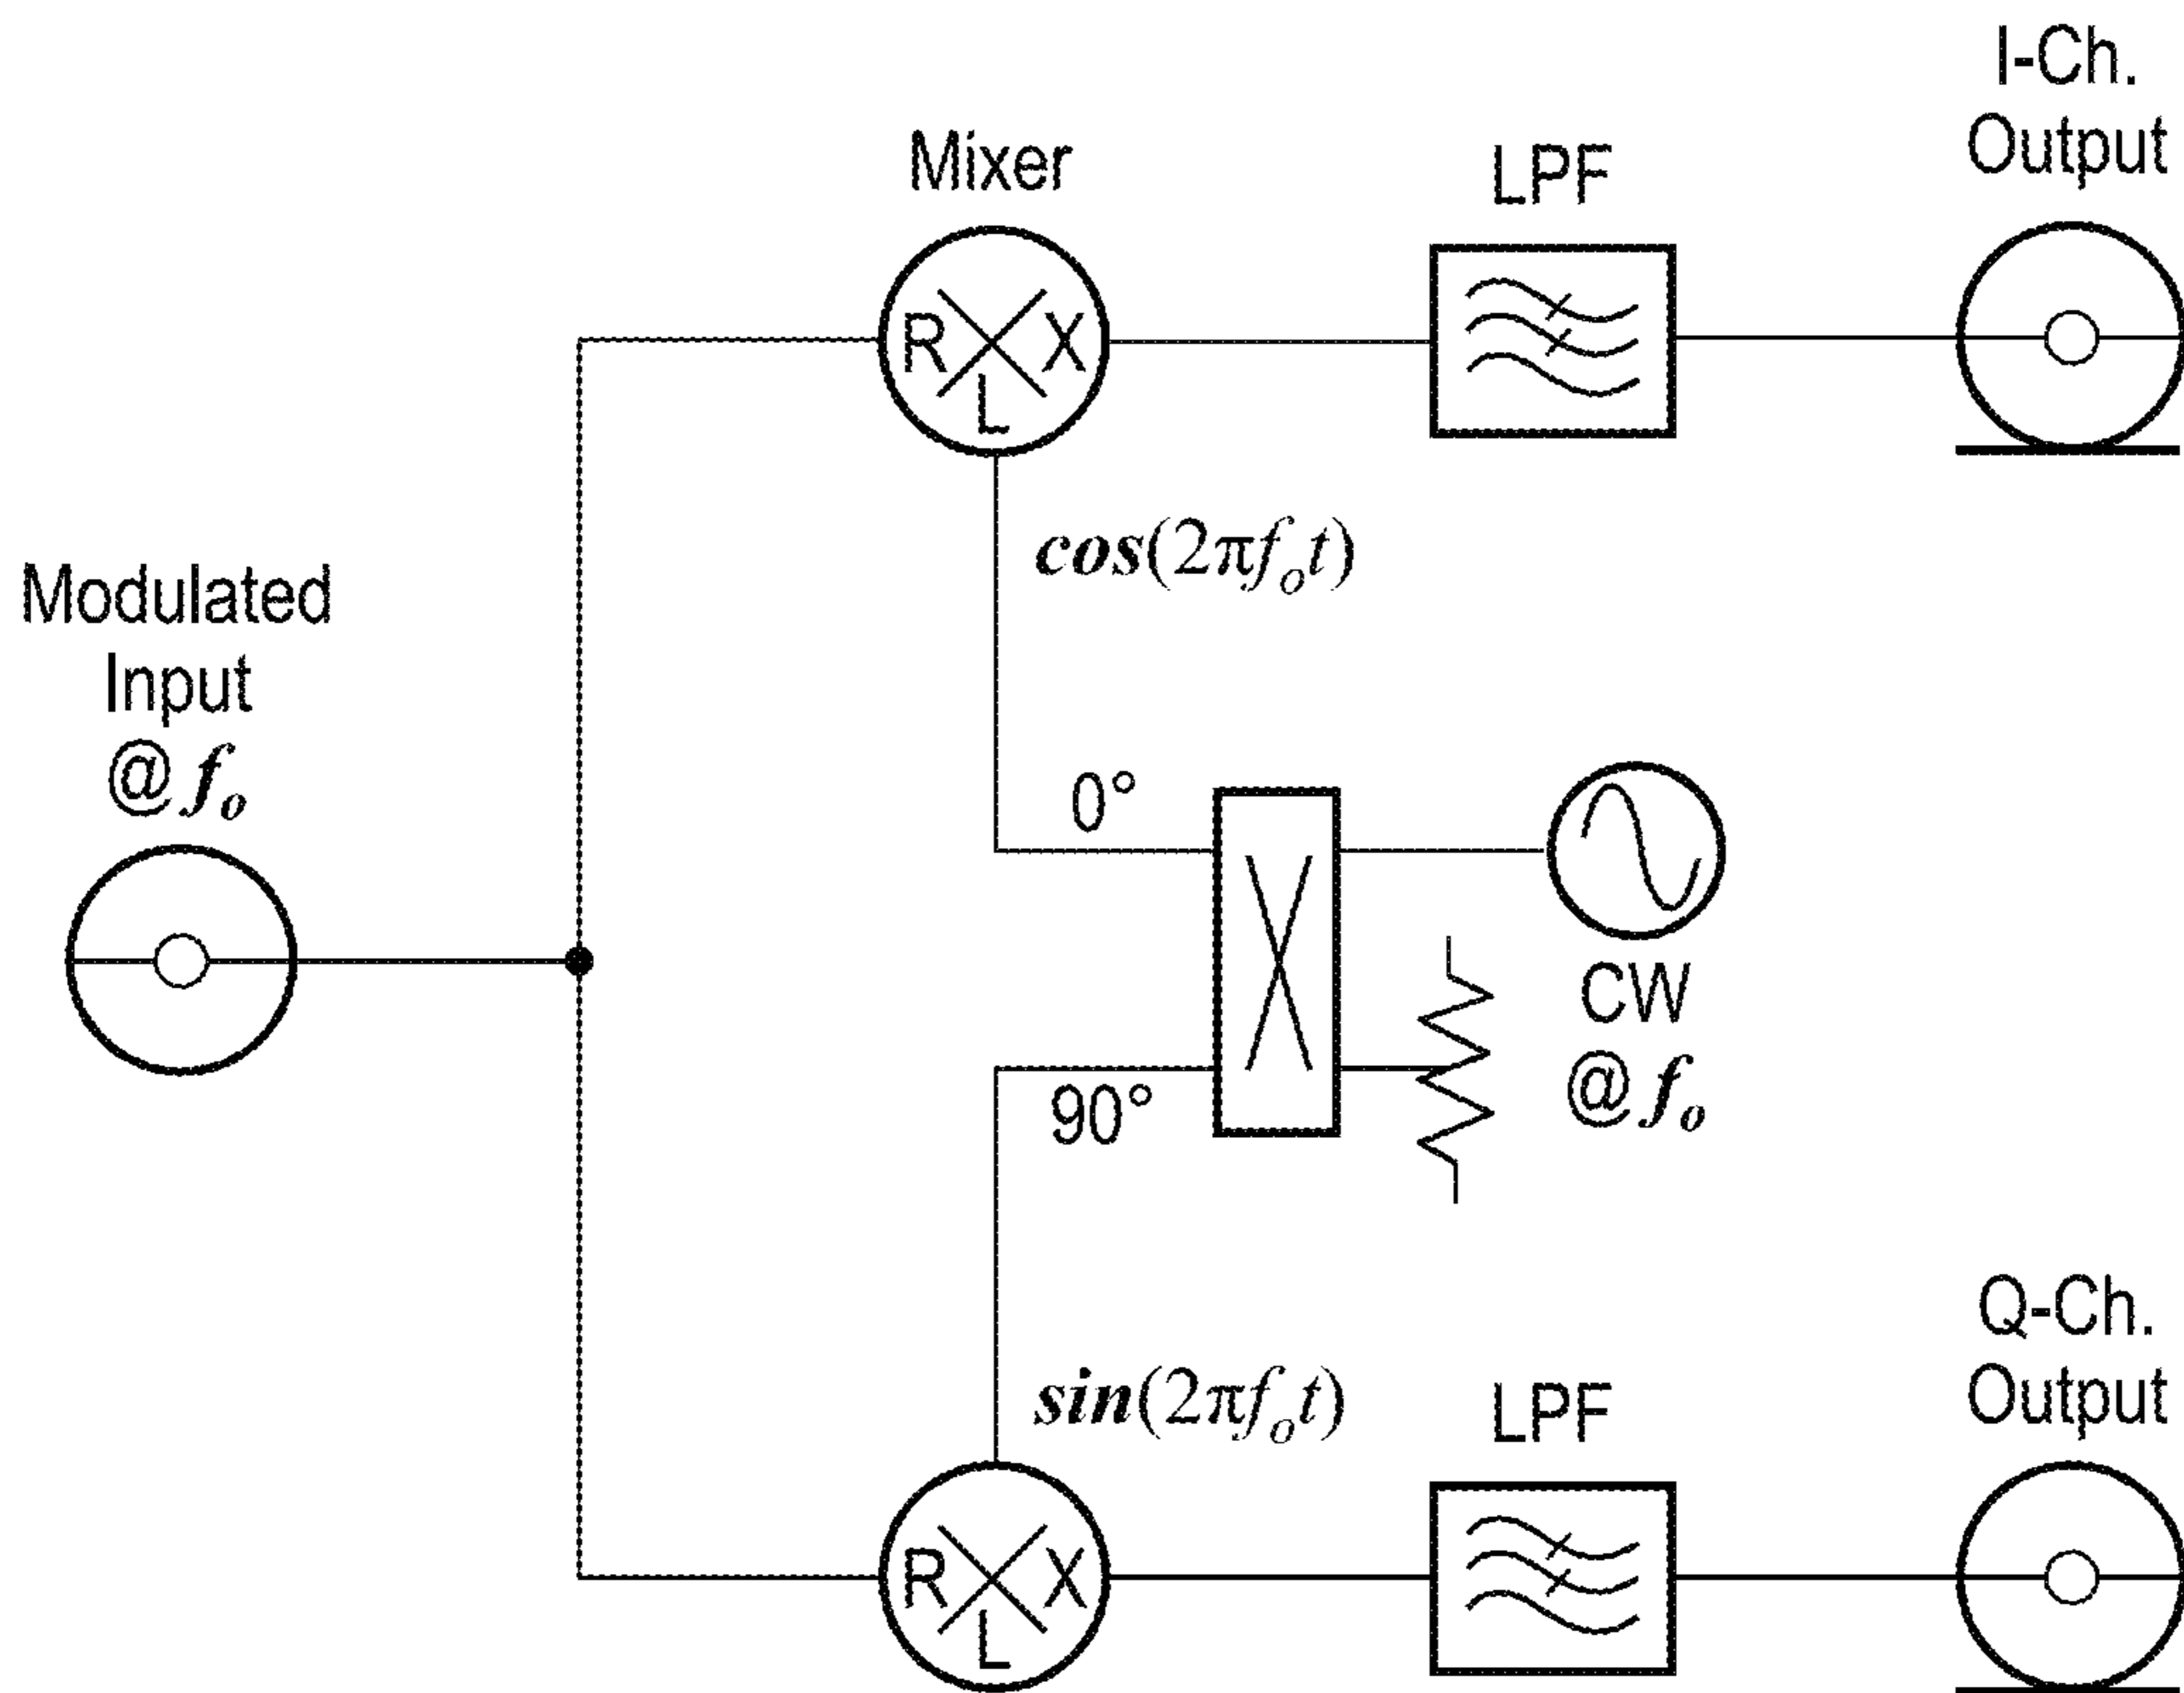 I-Ch.
Output
Mixer
LPF
R X
L
cos(2πfₒt)
Modulated
Input
@ fₒ
0°
CW
@ fₒ
90°
Q-Ch.
Output
sin(2πfₒt)
LPF
R X
L